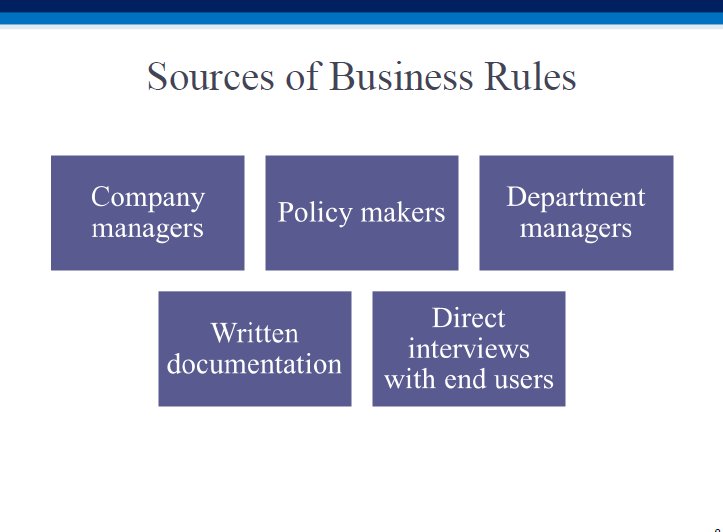 Sources of Business Rules
Company
managers
Policy makers
Department
managers
Written
documentation
Direct
interviews
with end users